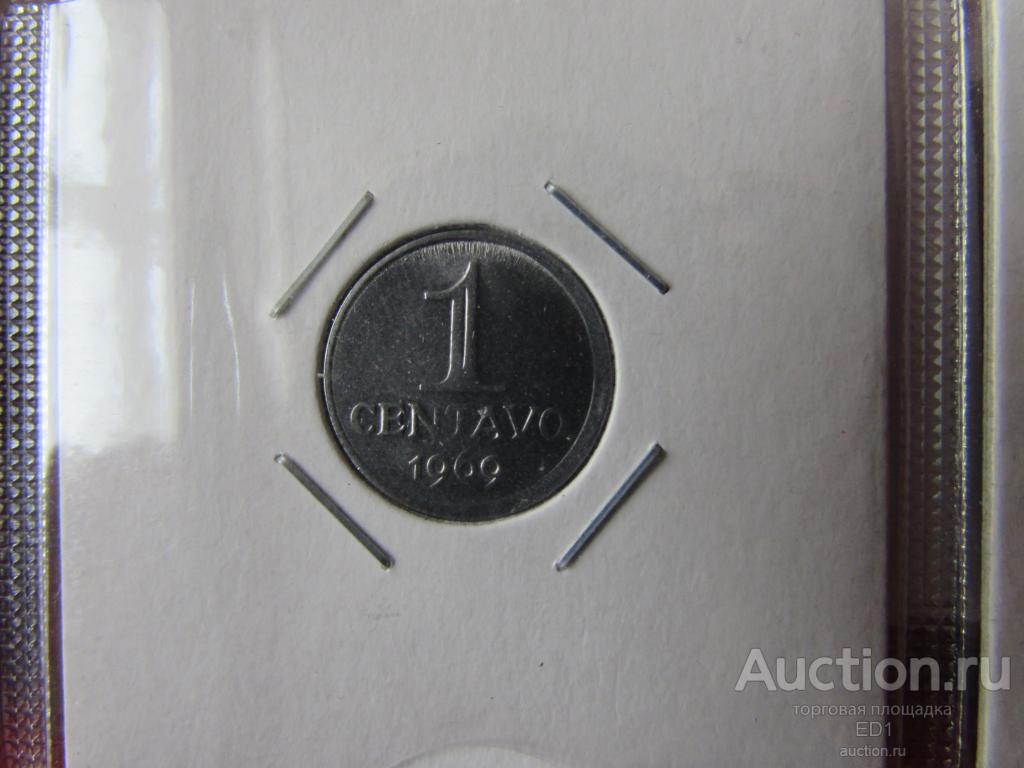 1
CENTAVO
1969
Auction.ru
торговая площадка
ED1
auction.ru